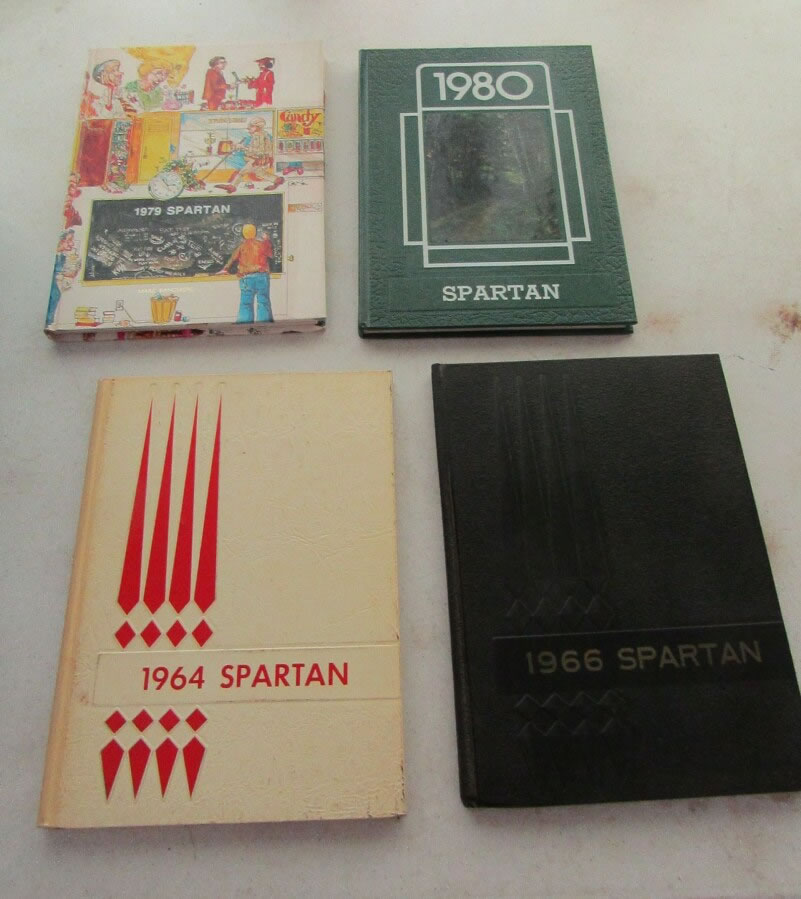 Candy
1979 SPARTAN
1980
SPARTAN
1964 SPARTAN
1966 SPARTAN